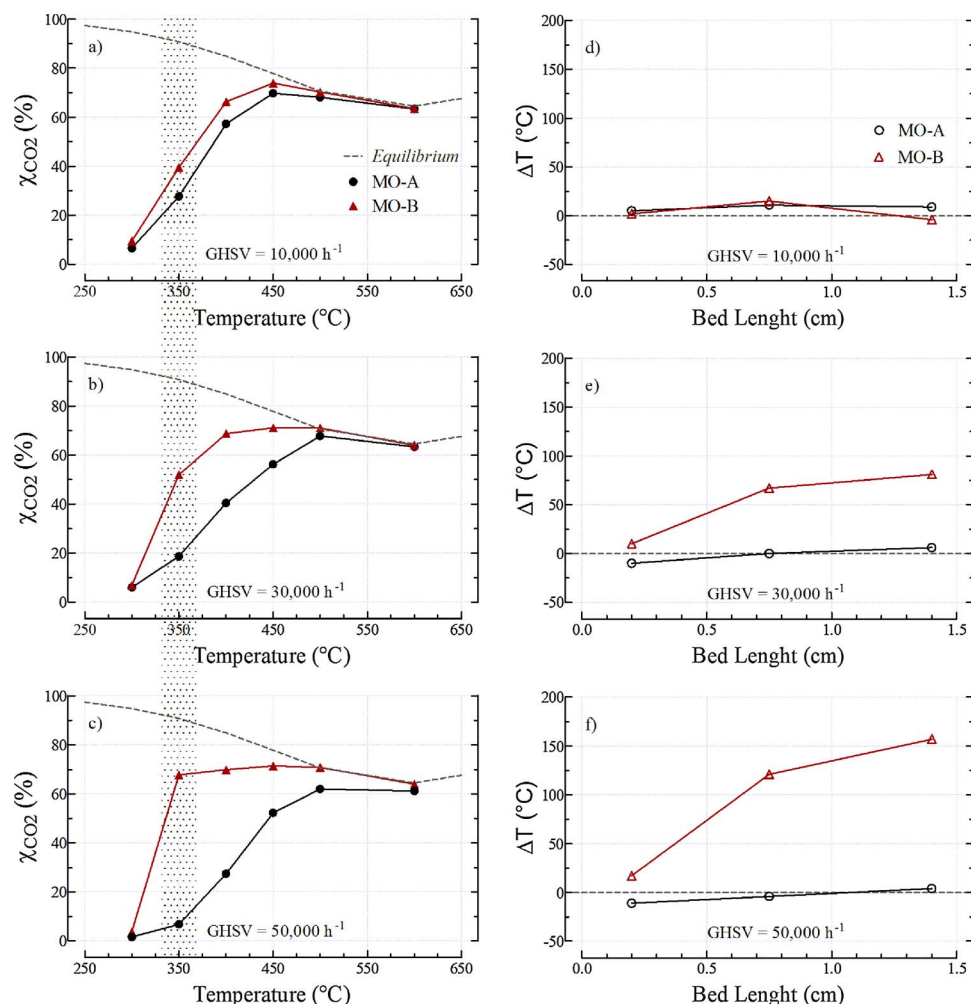 a)
100
80
60
40
20
0
χCO2 (%)
Equilibrium
MO-A
MO-B
GHSV = 10,000 h-1
250 350 450 550 650
Temperature (°C)
d)
200
150
100
50
0
-50
ΔT (°C)
MO-A
MO-B
GHSV = 10,000 h-1
0.0 0.5 1.0 1.5
Bed Lenght (cm)
b)
100
80
60
40
20
0
χCO2 (%)
GHSV = 30,000 h-1
250 350 450 550 650
Temperature (°C)
e)
200
150
100
50
0
-50
ΔT (°C)
GHSV = 30,000 h-1
0.0 0.5 1.0 1.5
Bed Lenght (cm)
c)
100
80
60
40
20
0
χCO2 (%)
GHSV = 50,000 h-1
250 350 450 550 650
Temperature (°C)
f)
200
150
100
50
0
-50
ΔT (°C)
GHSV = 50,000 h-1
0.0 0.5 1.0 1.5
Bed Lenght (cm)